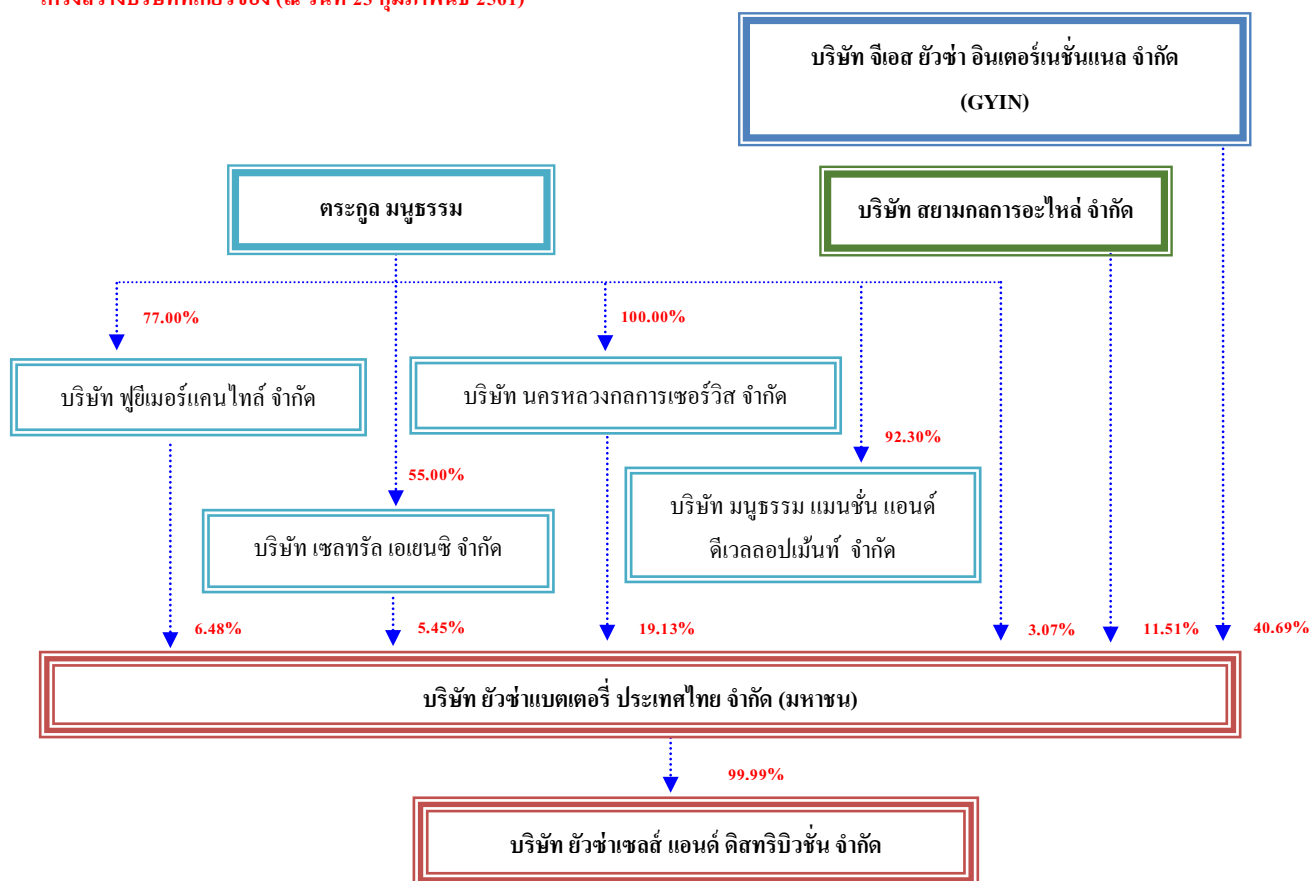 บริษัท จีเอส ยัวซ่า อินเตอร์เนชั่นแนล จำกัด
(GYIN)
ตระกูล มนูธรรม
บริษัท สยามกลการอะไหล่ จำกัด
77.00%
100.00%
บริษัท ฟูยีเมอร์แคนไทล์ จำกัด
บริษัท นครหลวงกลการเซอร์วิส จำกัด
92.30%
55.00%
บริษัท เซลทรัล เอเยนซิ จำกัด
บริษัท มนูธรรม แมนชั่น แอนด์
ดีเวลลอปเม้นท์ จำกัด
6.48%
5.45%
19.13%
3.07%
11.51%
40.69%
บริษัท ยัวซ่าแบตเตอรี่ ประเทศไทย จำกัด (มหาชน)
99.99%
บริษัท ยัวซ่าเซลส์ แอนด์ ดิสทริบิวชั่น จำกัด